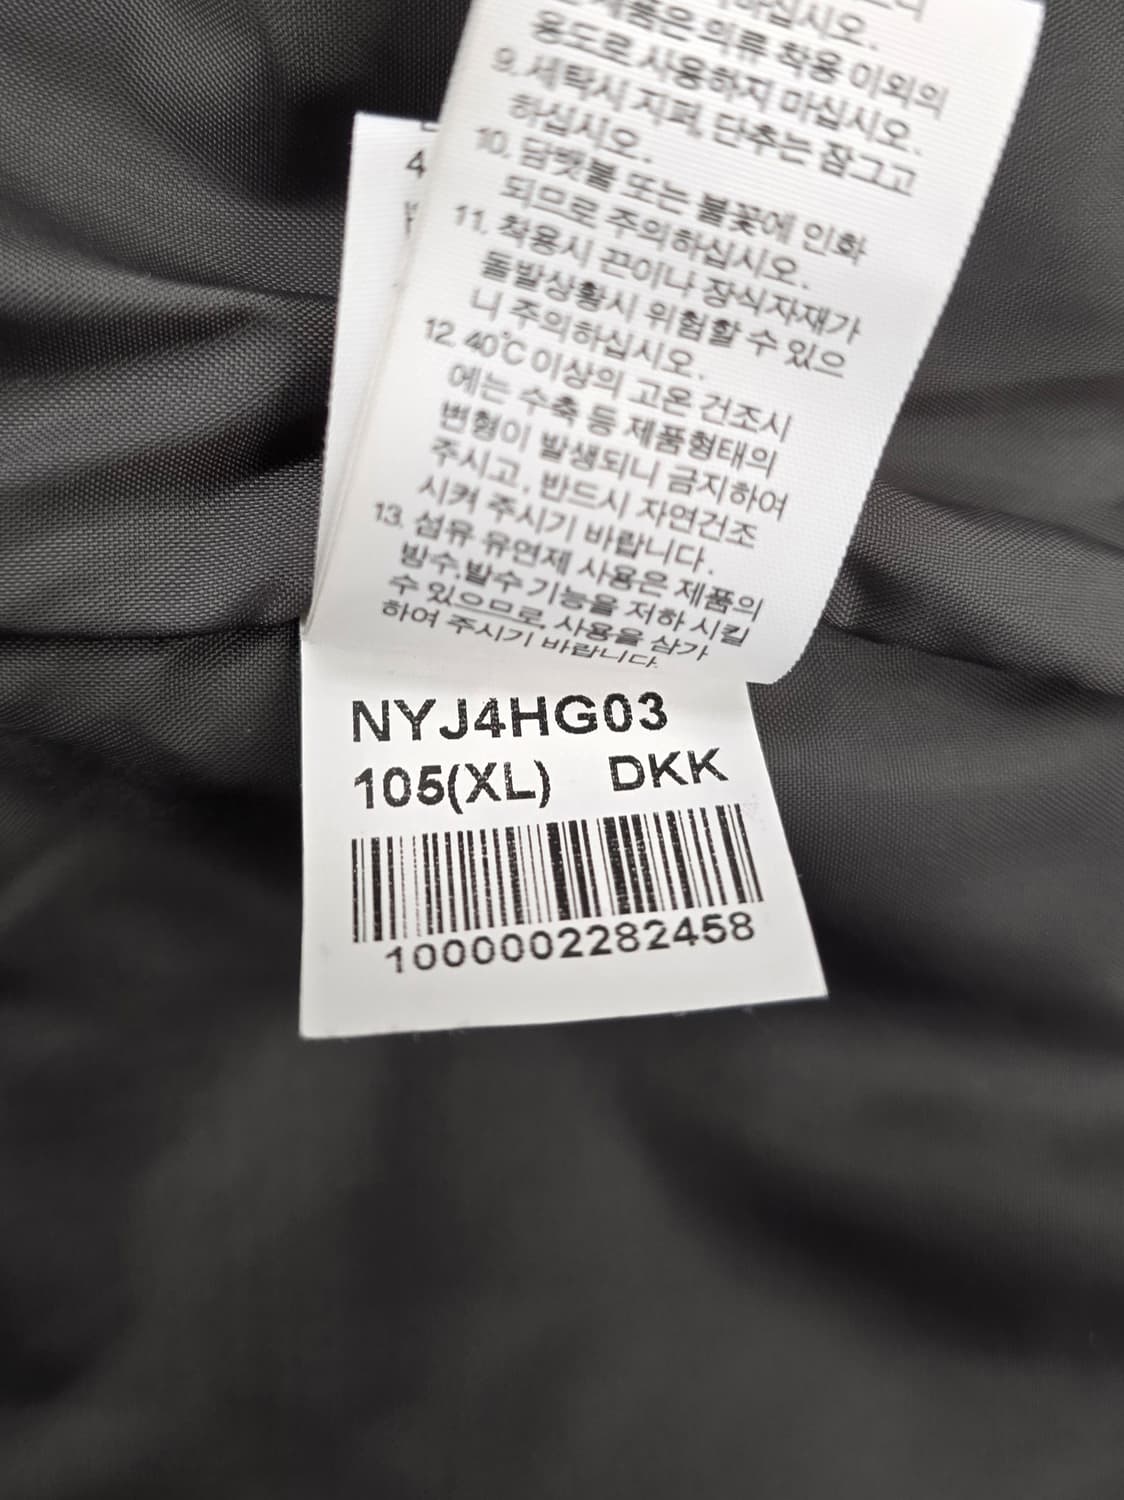 하십시오.
제품은 의류 착용 이외의
용도로 사용하지 마십시오.
9. 세탁시 지퍼, 단추는 잠그고
하십시오.
10. 담뱃불 또는 불꽃에 인화
되므로 주의하십시오.
11. 착용시 끈이나 장식자재가
돌발상황시 위험할 수 있으
니 주의하십시오.
12. 40℃ 이상의 고온 건조시
에는 수축 등 제품형태의
변형이 발생되니 금지하여
주시고, 반드시 자연건조
시켜 주시기 바랍니다.
13. 섬유 유연제 사용은 제품의
방수,발수 기능을 저하 시킬
수 있으므로, 사용을 삼가
하여 주시기 바랍니다.
4
NYJ4HG03
105(XL) DKK
1000002282458